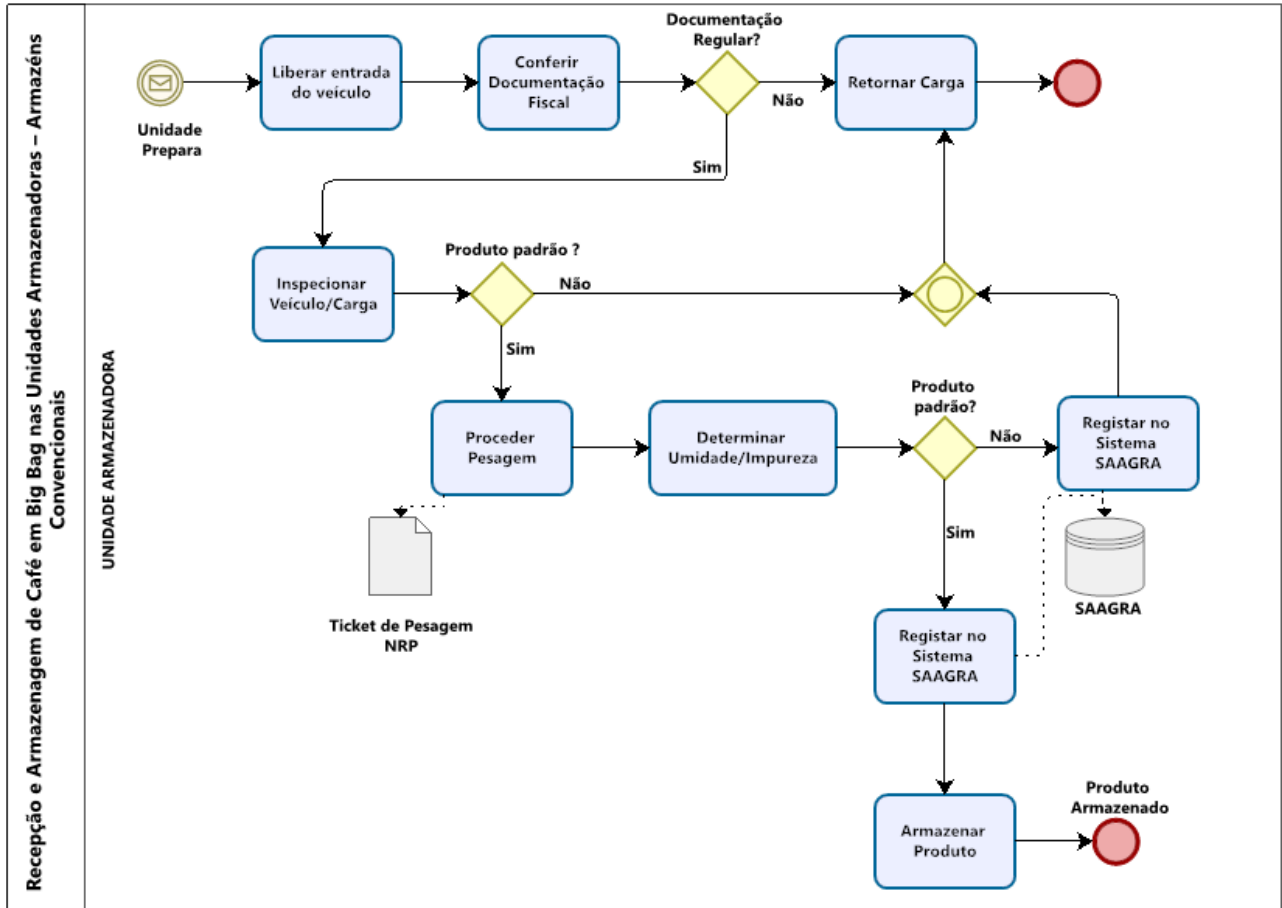 Recepção e Armazenagem de Café em Big Bag nas Unidades Armazenadoras – Armazéns
Convencionais
UNIDADE ARMAZENADORA
Unidade
Prepara
Liberar entrada
do veículo
Conferir
Documentação
Fiscal
Documentação
Regular?
Não
Retornar Carga
Sim
Inspecionar
Veículo/Carga
Produto padrão ?
Não
Sim
Proceder
Pesagem
Determinar
Umidade/Impureza
Produto
padrão?
Não
Registar no
Sistema
SAAGRA
Sim
Ticket de Pesagem
NRP
SAAGRA
Registar no
Sistema
SAAGRA
Armazenar
Produto
Produto
Armazenado